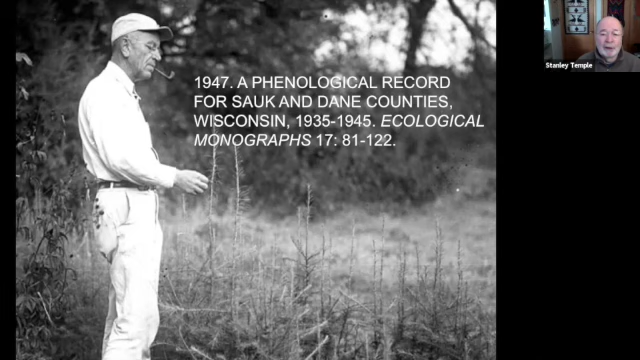 1947. A PHENOLOGICAL RECORD
FOR SAUK AND DANE COUNTIES,
WISCONSIN, 1935-1945. ECOLOGICAL
MONOGRAPHS 17: 81-122.
Stanley Temple